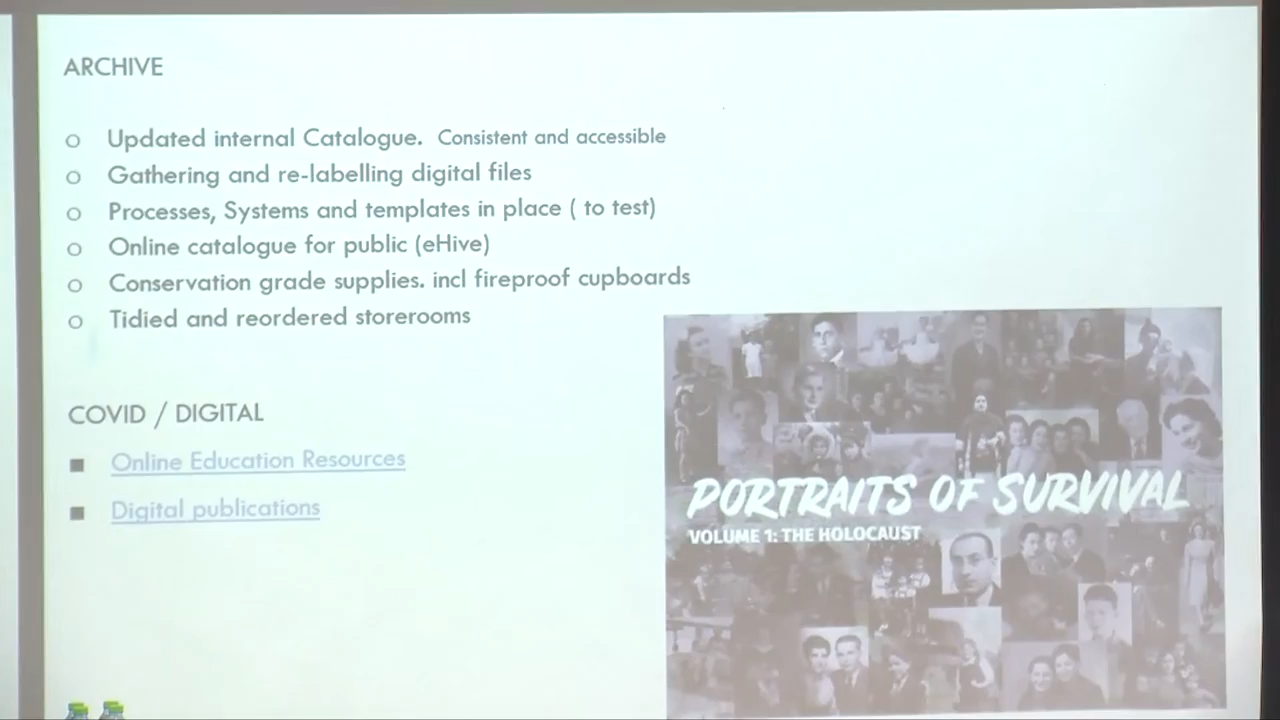 ARCHIVE
o Updated internal Catalogue. Consistent and accessible
o Gathering and re-labelling digital files
o Processes, Systems and templates in place ( to test)
o Online catalogue for public (eHive)
o Conservation grade supplies. incl fireproof cupboards
o Tidied and reordered storerooms
COVID / DIGITAL
■ Online Education Resources
■ Digital publications
PORTRAITS OF SURVIVAL
VOLUME 1: THE HOLOCAUST